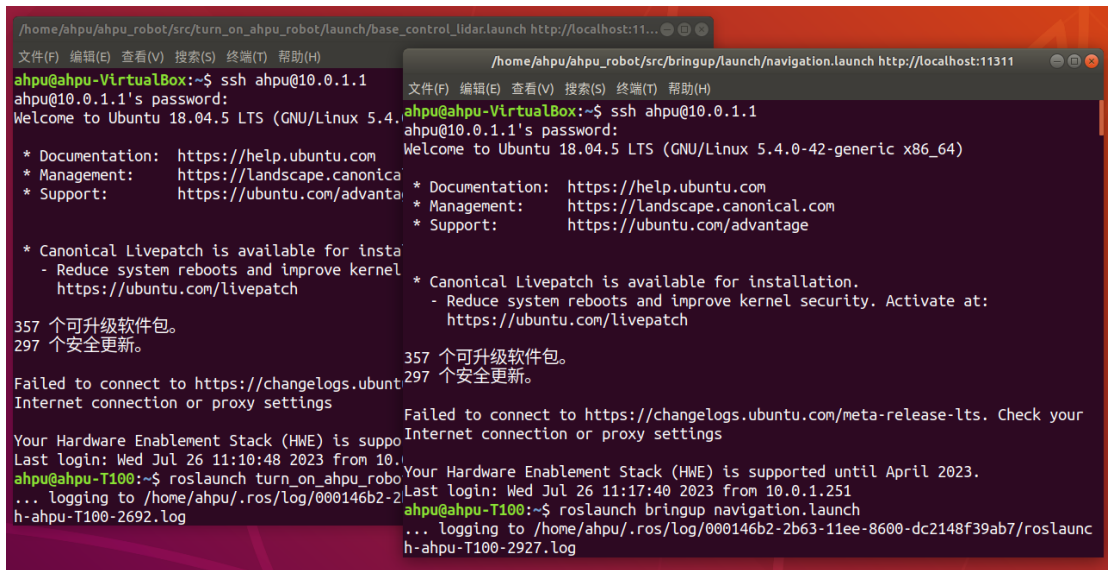 /home/ahpu/ahpu_robot/src/turn_on_ahpu_robot/launch/base_control_lidar.launch http://localhost:11...
文件(F) 编辑(E) 查看(V) 搜索(S) 终端(T) 帮助(H)
ahpu@ahpu-VirtualBox:~$ ssh ahpu@10.0.1.1
ahpu@10.0.1.1's password:
Welcome to Ubuntu 18.04.5 LTS (GNU/Linux 5.4.
* Documentation: https://help.ubuntu.com
* Management: https://landscape.canonica
* Support: https://ubuntu.com/advanta
* Canonical Livepatch is available for insta
- Reduce system reboots and improve kernel
https://ubuntu.com/livepatch
357 个可升级软件包。
297 个安全更新。
Failed to connect to https://changelogs.ubunt
Internet connection or proxy settings
Your Hardware Enablement Stack (HWE) is suppo
Last login: Wed Jul 26 11:10:48 2023 from 10.
ahpu@ahpu-T100:~$ roslaunch turn_on_ahpu_robo
... logging to /home/ahpu/.ros/log/000146b2-2
h-ahpu-T100-2692.log
/home/ahpu/ahpu_robot/src/bringup/launch/navigation.launch http://localhost:11311
文件(F) 编辑(E) 查看(V) 搜索(S) 终端(T) 帮助(H)
ahpu@ahpu-VirtualBox:~$ ssh ahpu@10.0.1.1
ahpu@10.0.1.1's password:
Welcome to Ubuntu 18.04.5 LTS (GNU/Linux 5.4.0-42-generic x86_64)
* Documentation: https://help.ubuntu.com
* Management: https://landscape.canonical.com
* Support: https://ubuntu.com/advantage
* Canonical Livepatch is available for installation.
- Reduce system reboots and improve kernel security. Activate at:
https://ubuntu.com/livepatch
357 个可升级软件包。
297 个安全更新。
Failed to connect to https://changelogs.ubuntu.com/meta-release-lts. Check your
Internet connection or proxy settings
Your Hardware Enablement Stack (HWE) is supported until April 2023.
Last login: Wed Jul 26 11:17:40 2023 from 10.0.1.251
ahpu@ahpu-T100:~$ roslaunch bringup navigation.launch
... logging to /home/ahpu/.ros/log/000146b2-2b63-11ee-8600-dc2148f39ab7/roslaunc
h-ahpu-T100-2927.log